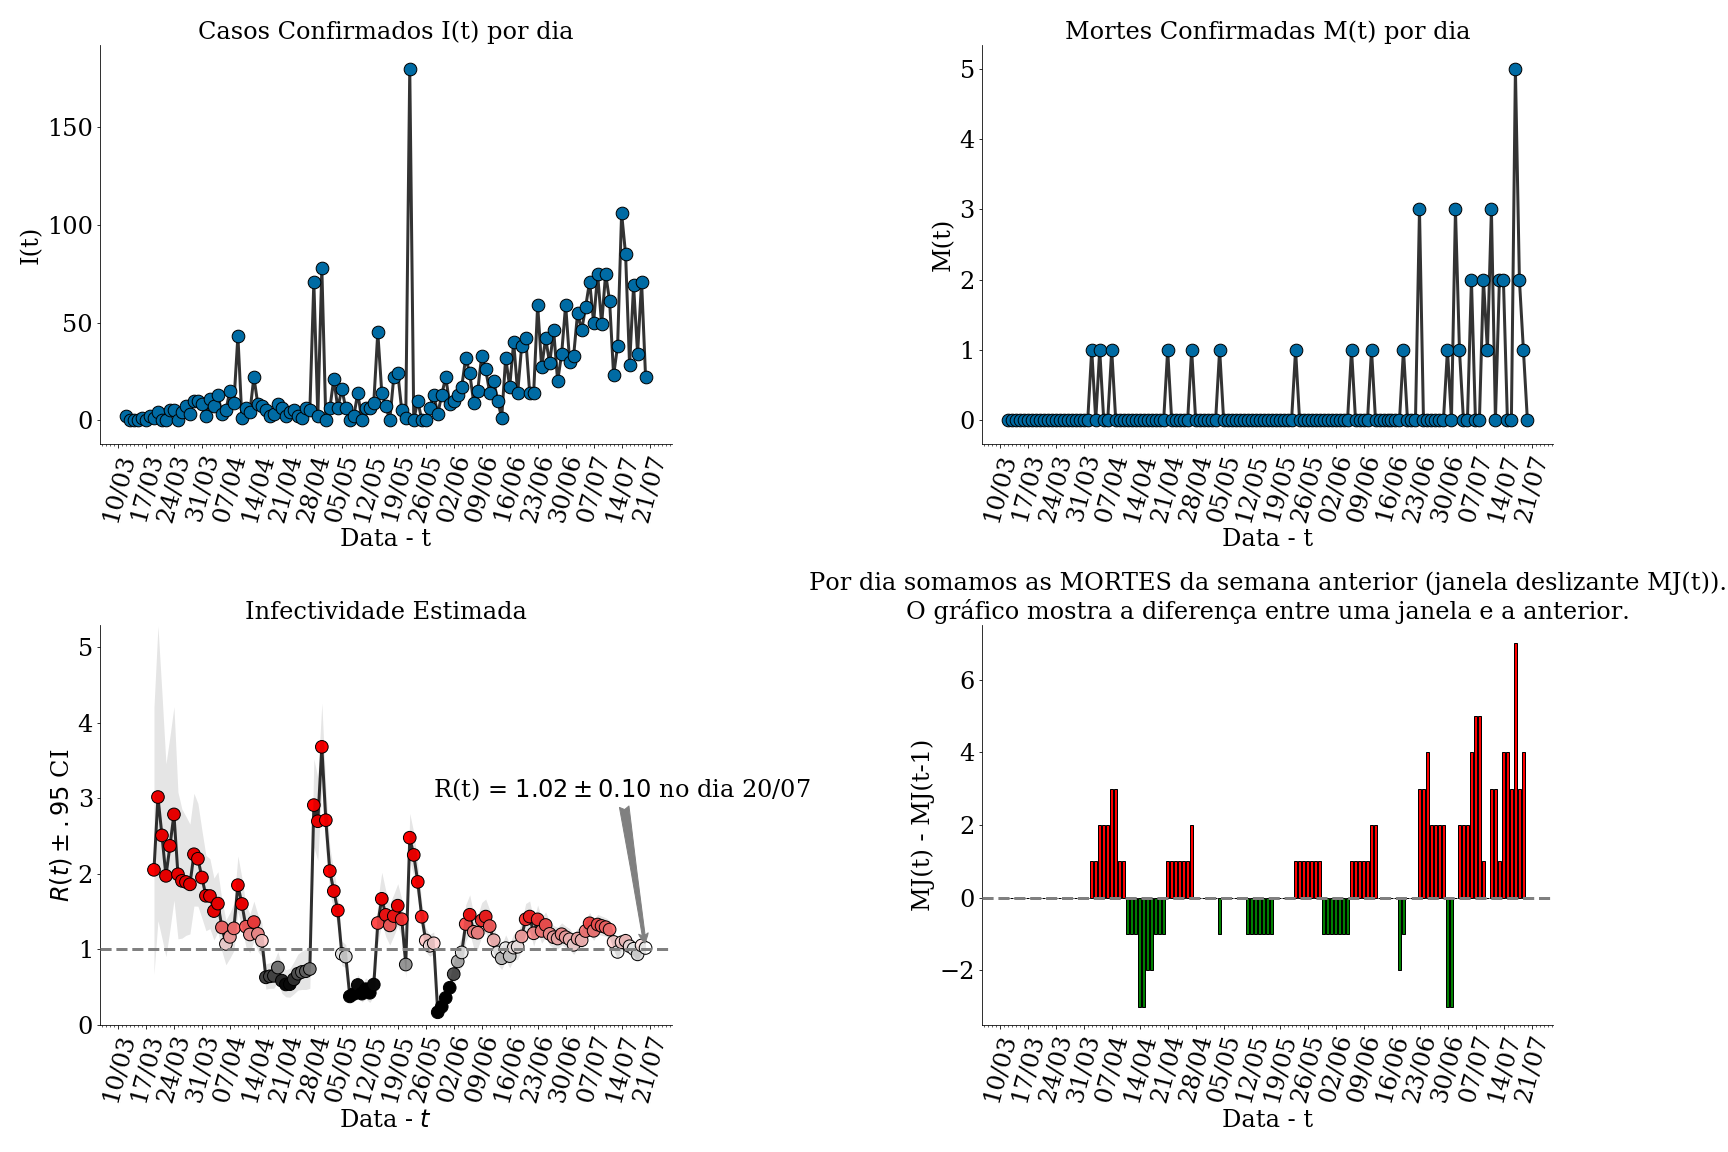 Casos Confirmados I(t) por dia
I(t)
150
100
50
0
10/03 17/03 24/03 31/03 07/04 14/04 21/04 28/04 05/05 12/05 19/05 26/05 02/06 09/06 16/06 23/06 30/06 07/07 14/07 21/07
Data - t
Mortes Confirmadas M(t) por dia
M(t)
5
4
3
2
1
0
10/03 17/03 24/03 31/03 07/04 14/04 21/04 28/04 05/05 12/05 19/05 26/05 02/06 09/06 16/06 23/06 30/06 07/07 14/07 21/07
Data - t
Infectividade Estimada
R(t) ± .95 CI
5
4
3
2
1
0
R(t) = 1.02 ± 0.10 no dia 20/07
10/03 17/03 24/03 31/03 07/04 14/04 21/04 28/04 05/05 12/05 19/05 26/05 02/06 09/06 16/06 23/06 30/06 07/07 14/07 21/07
Data - t
Por dia somamos as MORTES da semana anterior (janela deslizante MJ(t)).
O gráfico mostra a diferença entre uma janela e a anterior.
MJ(t) - MJ(t-1)
6
4
2
0
−2
10/03 17/03 24/03 31/03 07/04 14/04 21/04 28/04 05/05 12/05 19/05 26/05 02/06 09/06 16/06 23/06 30/06 07/07 14/07 21/07
Data - t